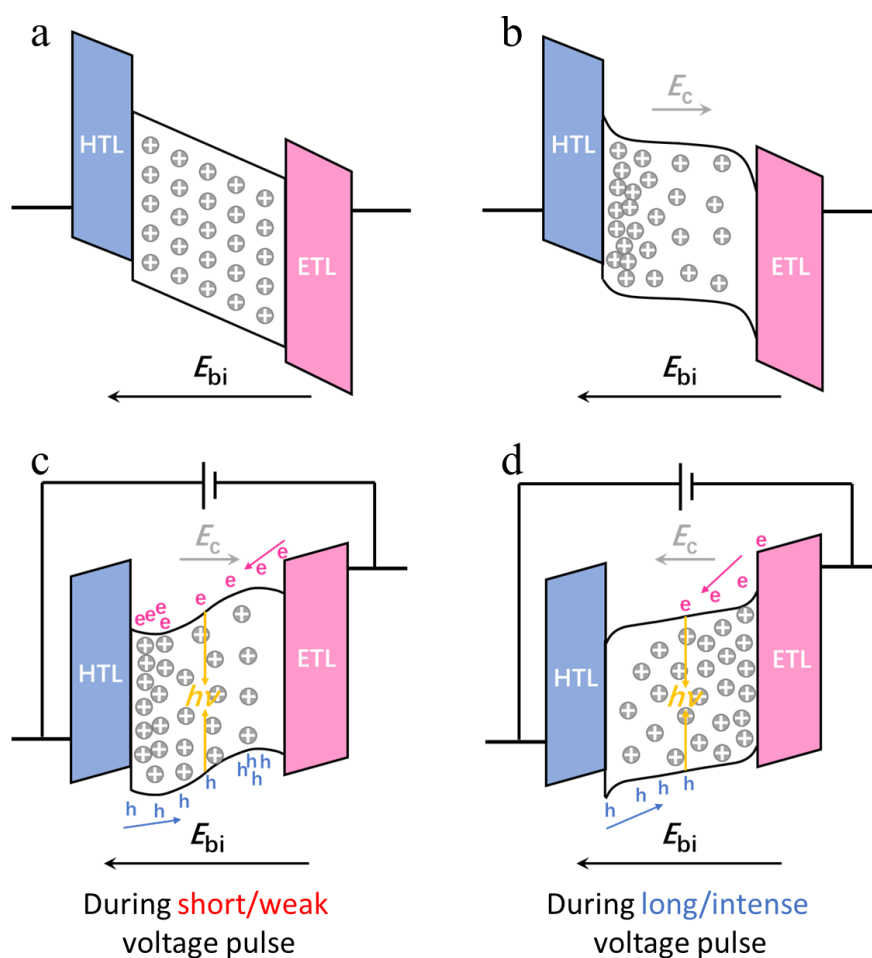 a
HTL
ETL
E_bi
b
E_c
HTL
ETL
E_bi
c
E_c
e
e
e
e
e e e
e
HTL
ETL
hν
h h h
h h
h h h h
E_bi
During short/weak
voltage pulse
d
E_c
e
e
e
e
HTL
ETL
hν
h h h h
E_bi
During long/intense
voltage pulse